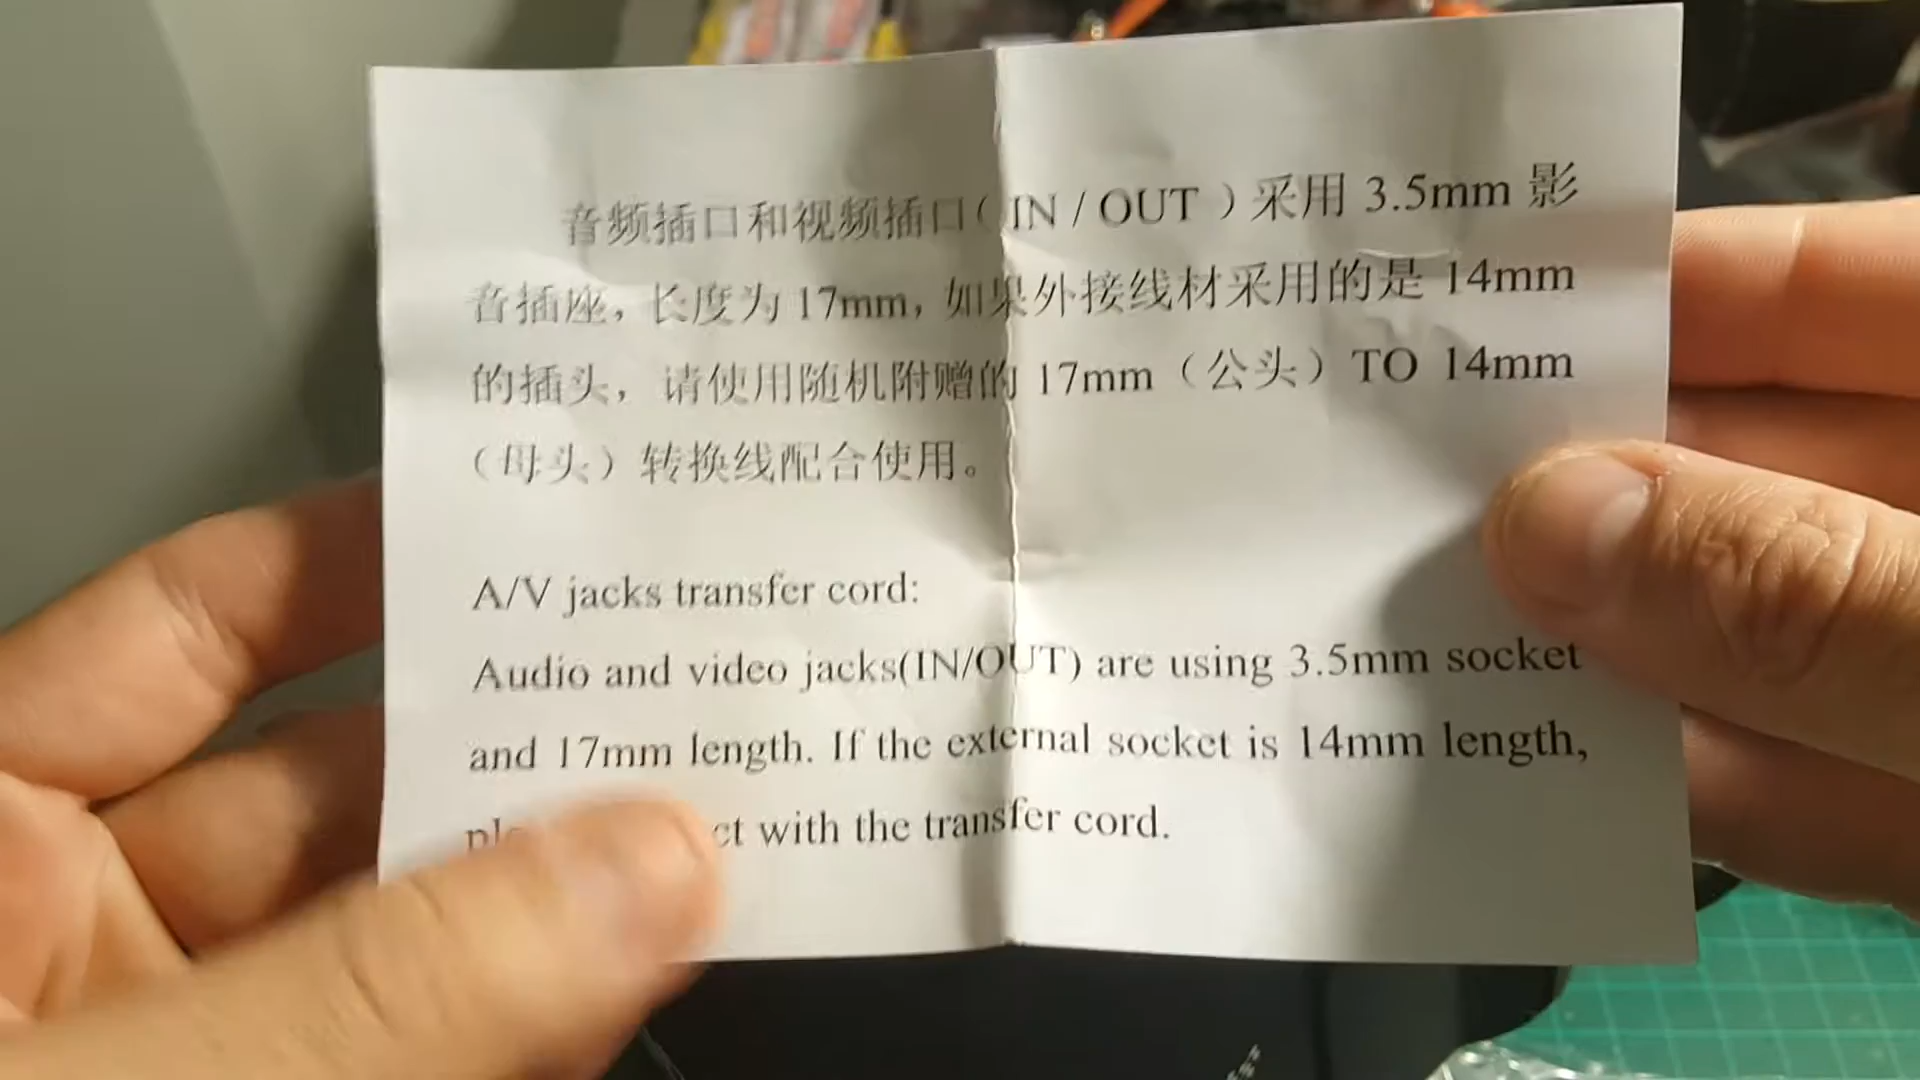 音频插口和视频插口( IN / OUT ) 采用 3.5mm 影
音插座，长度为 17mm，如果外接线材采用的是 14mm
的插头，请使用随机附赠的 17mm（公头）TO 14mm
（母头）转换线配合使用。
A/V jacks transfer cord:
Audio and video jacks(IN/OUT) are using 3.5mm socket
and 17mm length. If the external socket is 14mm length,
with the transfer cord.